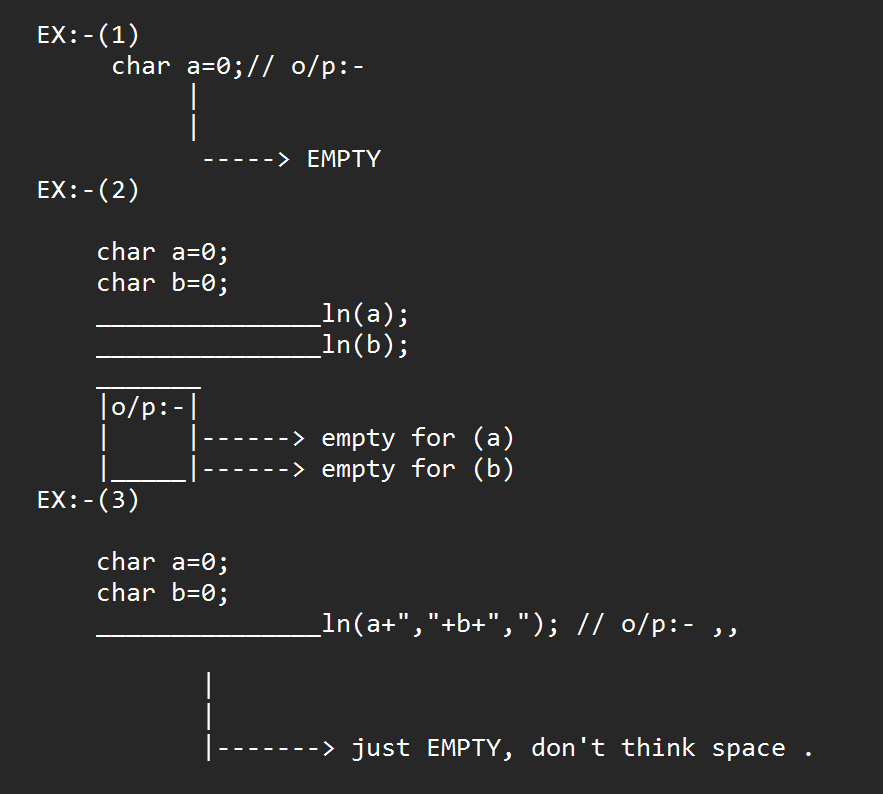 EX:-(1)
     char a=0;// o/p:-
          |
          |
           -----> EMPTY
EX:-(2)
    char a=0;
    char b=0;
    _______________ln(a);
    _______________ln(b);
    _______
    |o/p:-|
    |     |------> empty for (a)
    |_____|------> empty for (b)
EX:-(3)
    char a=0;
    char b=0;
    _______________ln(a+","+b+","); // o/p:- ,,
           |
           |
           |-------> just EMPTY, don't think space .